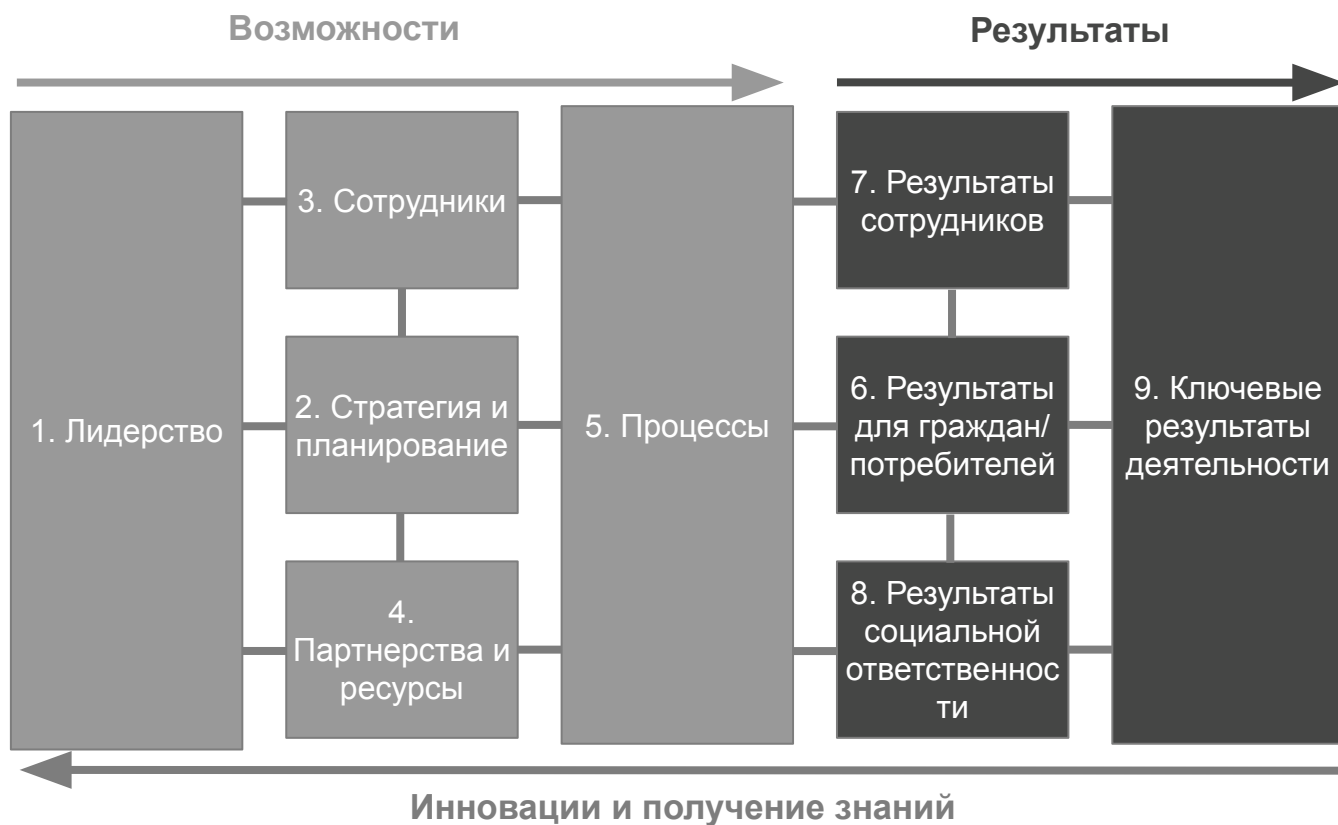 Возможности
Результаты
1. Лидерство
3. Сотрудники
2. Стратегия и
планирование
4.
Партнерства и
ресурсы
5. Процессы
7. Результаты
сотрудников
6. Результаты
для граждан/
потребителей
8. Результаты
социальной
ответственнос
ти
9. Ключевые
результаты
деятельности
Инновации и получение знаний